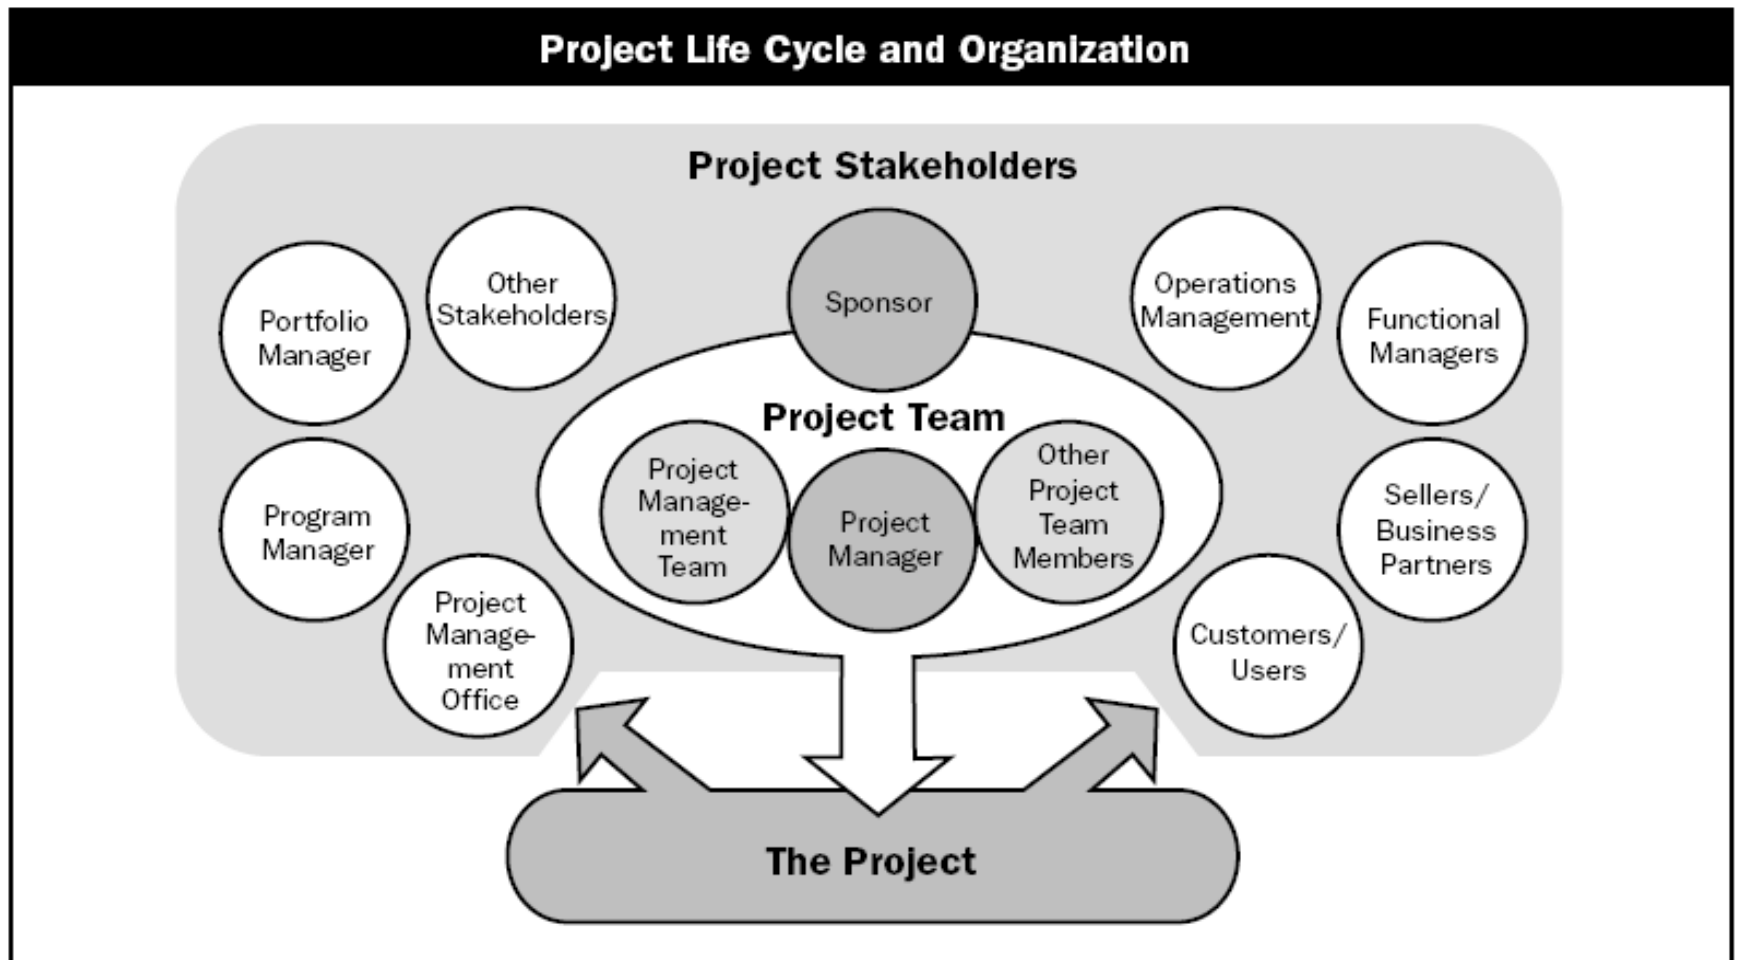 Project Life Cycle and Organization
Project Stakeholders
Portfolio
Manager
Other
Stakeholders
Sponsor
Operations
Management
Functional
Managers
Project Team
Program
Manager
Project
Manage-
ment
Team
Project
Manager
Other
Project
Team
Members
Sellers/
Business
Partners
Project
Manage-
ment
Office
Customers/
Users
The Project